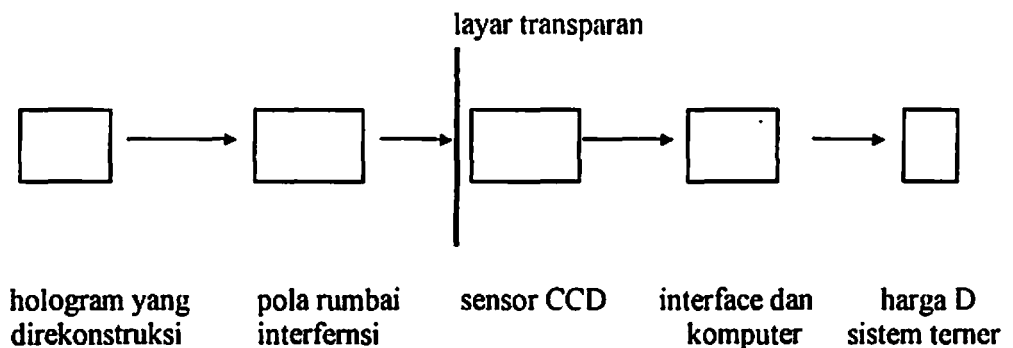 layar transparan
hologram yang
direkonstruksi
pola rumbai
interfernsi
sensor CCD
interface dan
komputer
harga D
sistem terner